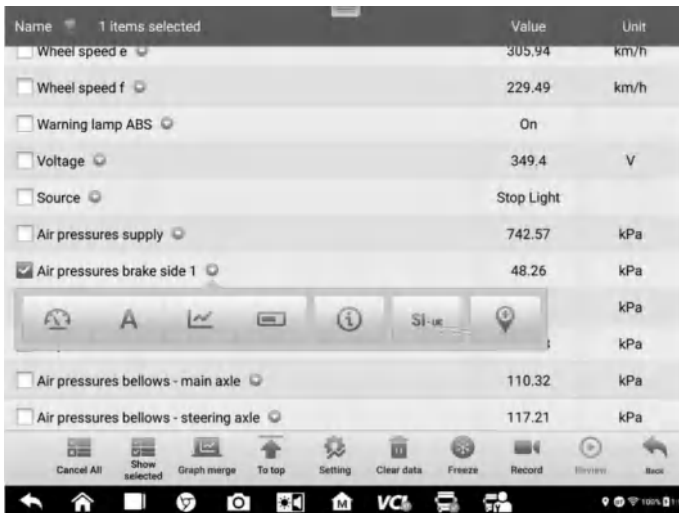 Name 1 items selected Value Unit
Wheel speed e 305.94 km/h
Wheel speed f 229.49 km/h
Warning lamp ABS On
Voltage 349.4 V
Source Stop Light
Air pressures supply 742.57 kPa
Air pressures brake side 1 48.26 kPa
A SI-UK kPa
kPa
Air pressures bellows - main axle 110.32 kPa
Air pressures bellows - steering axle 117.21 kPa
Cancel All Show selected Graph merge To top Setting Clear data Freeze Record Review Back
M VCI 100%